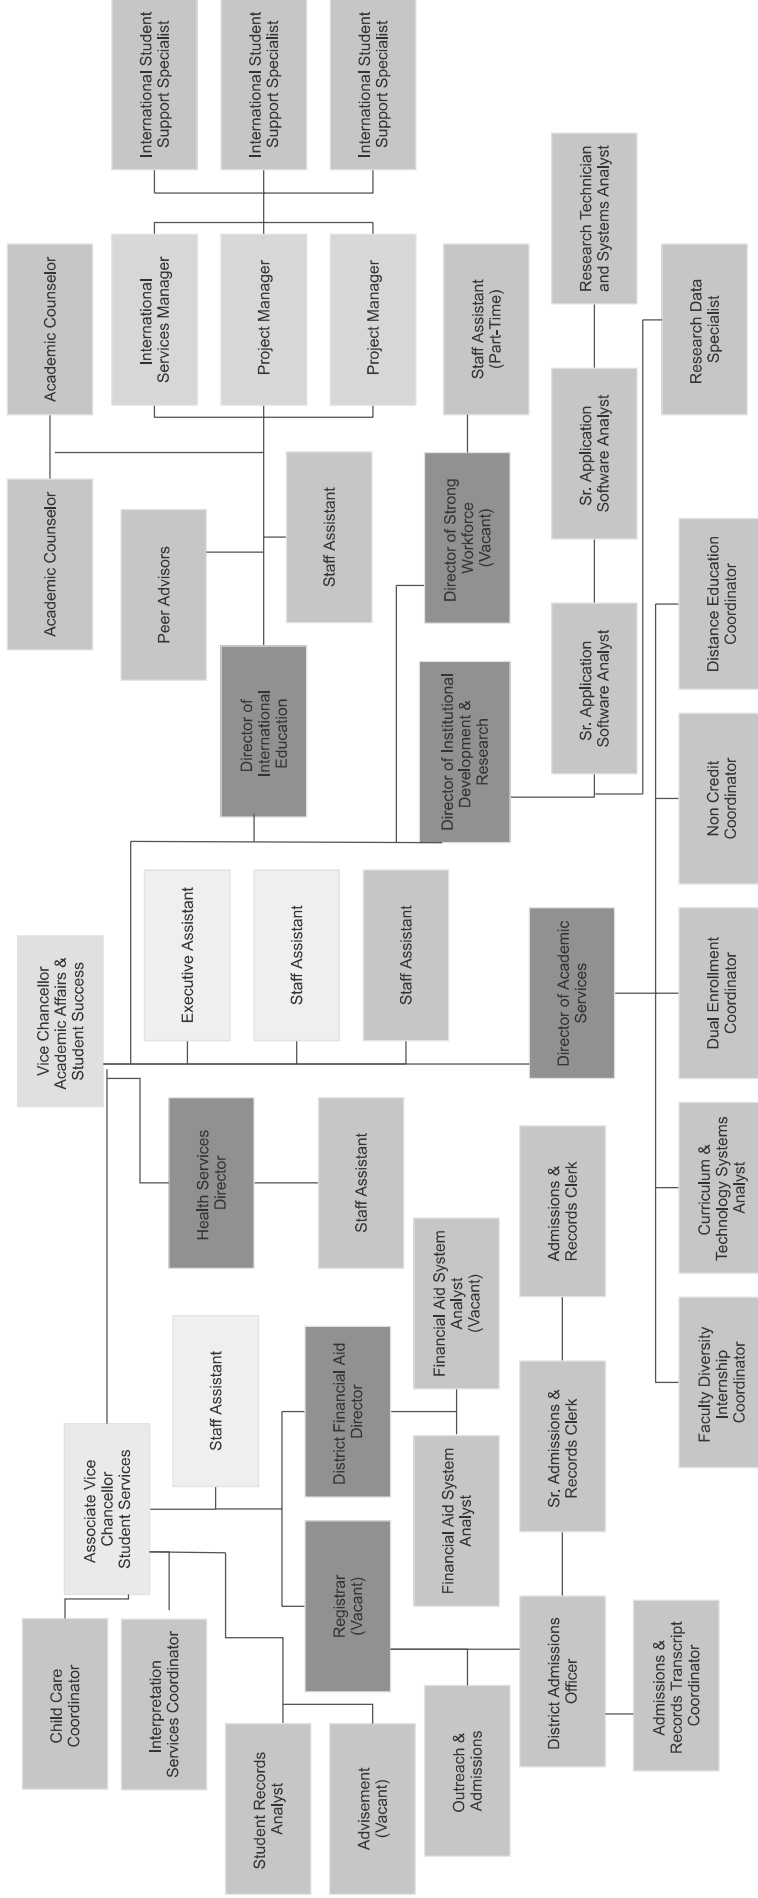 Vice Chancellor
Academic Affairs &
Student Success
Associate Vice
Chancellor
Student Services
Child Care
Coordinator
Interpretation
Services Coordinator
Student Records
Analyst
Advisement
(Vacant)
Staff Assistant
Registrar
(Vacant)
District Financial Aid
Director
Outreach &
Admissions
Financial Aid System
Analyst
Financial Aid System
Analyst
(Vacant)
District Admissions
Officer
Sr. Admissions &
Records Clerk
Admissions &
Records Clerk
Admissions &
Records Transcript
Coordinator
Health Services
Director
Staff Assistant
Executive Assistant
Staff Assistant
Staff Assistant
Director of Academic
Services
Faculty Diversity
Internship
Coordinator
Curriculum &
Technology Systems
Analyst
Dual Enrollment
Coordinator
Non Credit
Coordinator
Distance Education
Coordinator
Director of
International
Education
Academic Counselor
Academic Counselor
Peer Advisors
Staff Assistant
International
Services Manager
Project Manager
Project Manager
International Student
Support Specialist
International Student
Support Specialist
International Student
Support Specialist
Director of Institutional
Development &
Research
Director of Strong
Workforce
(Vacant)
Staff Assistant
(Part-Time)
Sr. Application
Software Analyst
Sr. Application
Software Analyst
Research Technician
and Systems Analyst
Research Data
Specialist